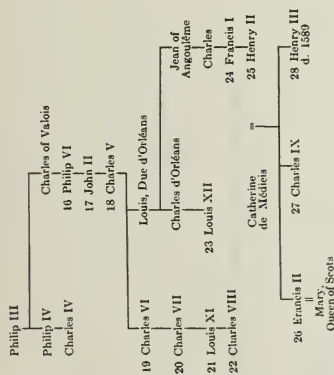 Philip III
Philip IV
Charles of Valois
Charles IV
16 Philip VI
17 John II
18 Charles V
19 Charles VI
Louis, Duc d'Orléans
20 Charles VII
Charles d'Orléans
Jean of
Angoulême
21 Louis XI
23 Louis XII
Charles
22 Charles VIII
24 Francis I
Catherine
de Médicis
=
25 Henry II
26 Francis II
27 Charles IX
28 Henry III
d. 1589
=
Mary,
Queen of Scots